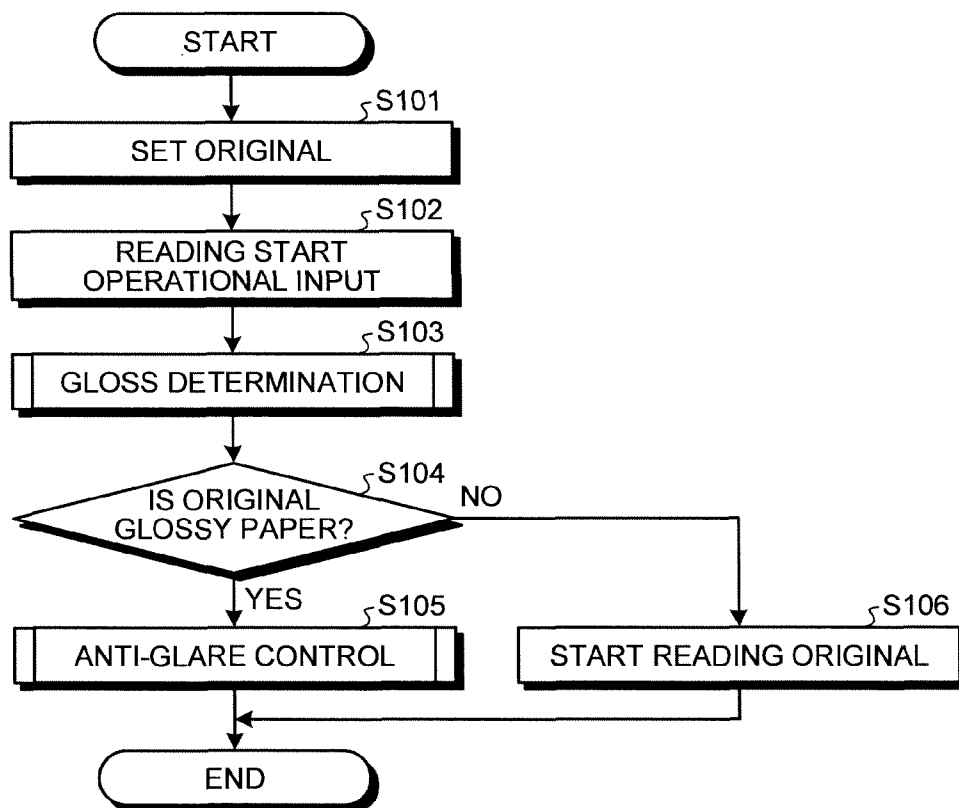 START
S101
SET ORIGINAL
S102
READING START
OPERATIONAL INPUT
S103
GLOSS DETERMINATION
S104
IS ORIGINAL
GLOSSY PAPER?
NO
YES
S105
ANTI-GLARE CONTROL
S106
START READING ORIGINAL
END